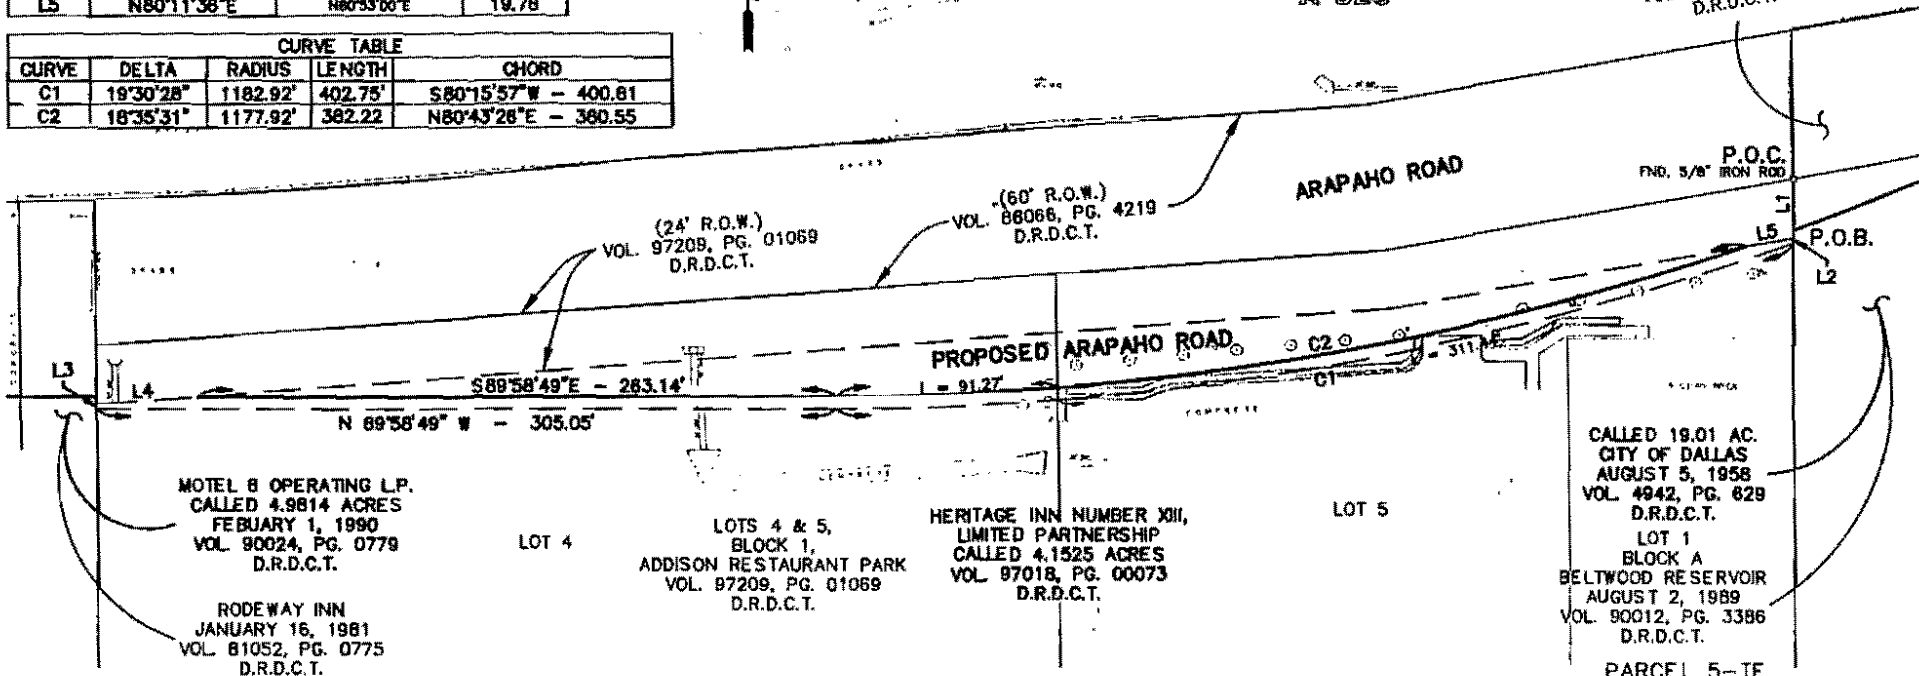 L5 N80°11'36"E N80°53'00"E 19.78
CURVE TABLE
CURVE DELTA RADIUS LENGTH CHORD
C1 19°30'28" 1182.92' 402.75' S80°15'57"W - 400.81
C2 18°35'31" 1177.92' 382.22 N80°43'26"E - 380.55
D.R.D.C.T.
P.O.C.
FND. 5/8" IRON ROD
ARAPAHO ROAD
(60' R.O.W.)
VOL. 86066, PG. 4219
D.R.D.C.T.
(24' R.O.W.)
VOL. 97209, PG. 01069
D.R.D.C.T.
L1
L5
P.O.B.
L2
PROPOSED ARAPAHO ROAD
C2
C1
L3
L4
S89°58'49"E - 263.14'
L = 91.27'
N 89°58'49" W - 305.05'
CONCRETE
MOTEL 6 OPERATING L.P.
CALLED 4.9814 ACRES
FEBUARY 1, 1990
VOL. 90024, PG. 0779
D.R.D.C.T.
RODEWAY INN
JANUARY 16, 1981
VOL. 81052, PG. 0775
D.R.D.C.T.
LOT 4
LOTS 4 & 5,
BLOCK 1,
ADDISON RESTAURANT PARK
VOL. 97209, PG. 01069
D.R.D.C.T.
HERITAGE INN NUMBER XIII,
LIMITED PARTNERSHIP
CALLED 4.1525 ACRES
VOL. 97018, PG. 00073
D.R.D.C.T.
LOT 5
CALLED 19.01 AC.
CITY OF DALLAS
AUGUST 5, 1958
VOL. 4942, PG. 629
D.R.D.C.T.
LOT 1
BLOCK A
BELTWOOD RESERVOIR
AUGUST 2, 1989
VOL. 90012, PG. 3386
D.R.D.C.T.
PARCEL 5-TE